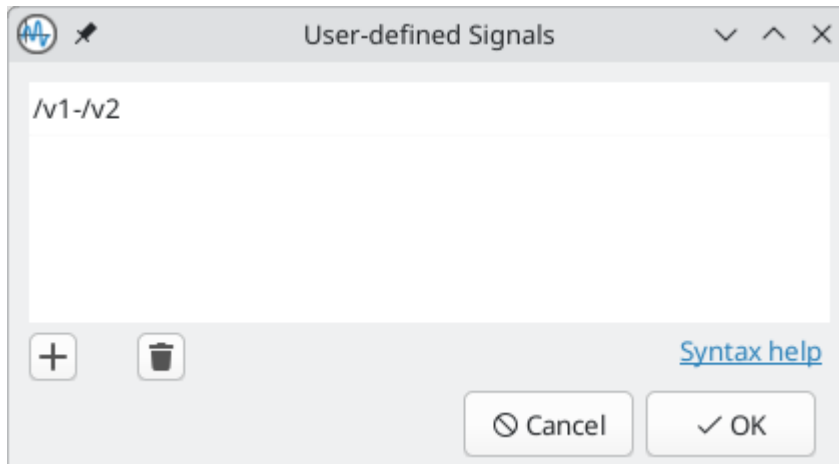 User-defined Signals
/v1-/v2
Syntax help
Cancel
OK